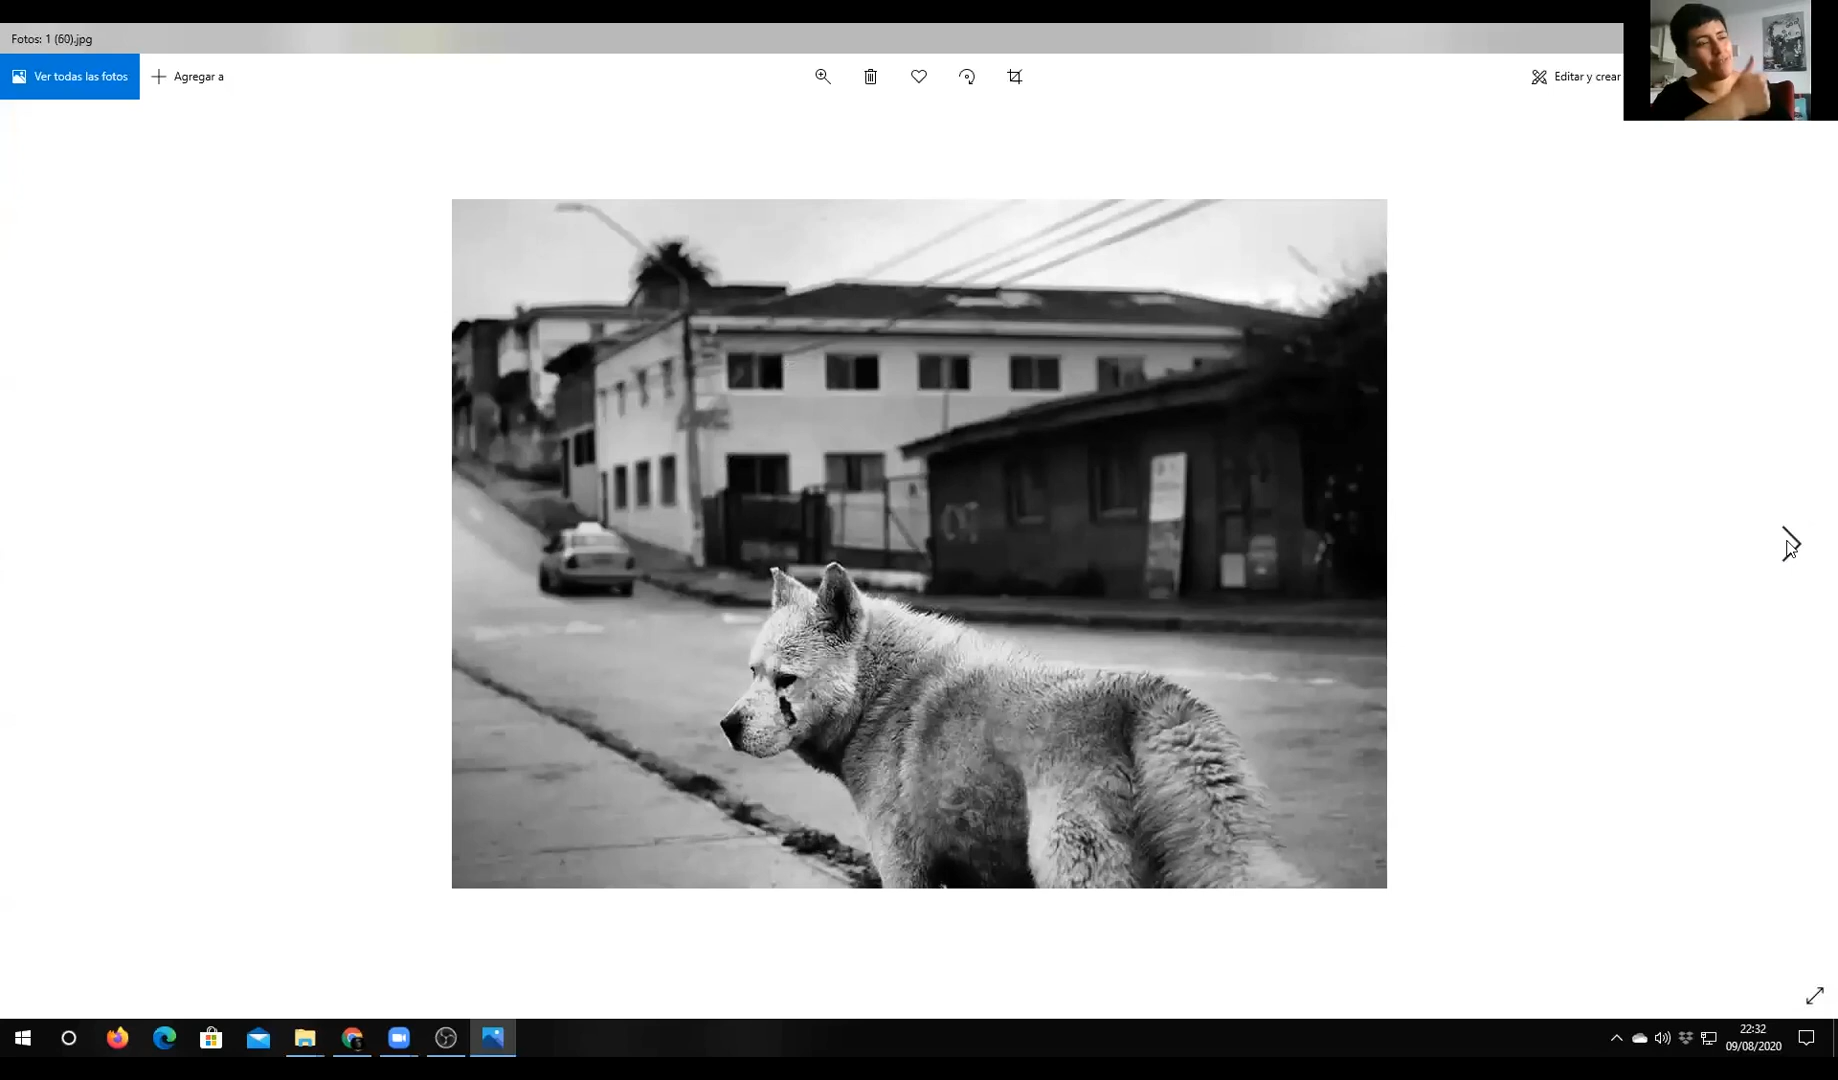 Fotos: 1 (60).jpg
Ver todas las fotos
Agregar a
Editar y crear
22:32
09/08/2020